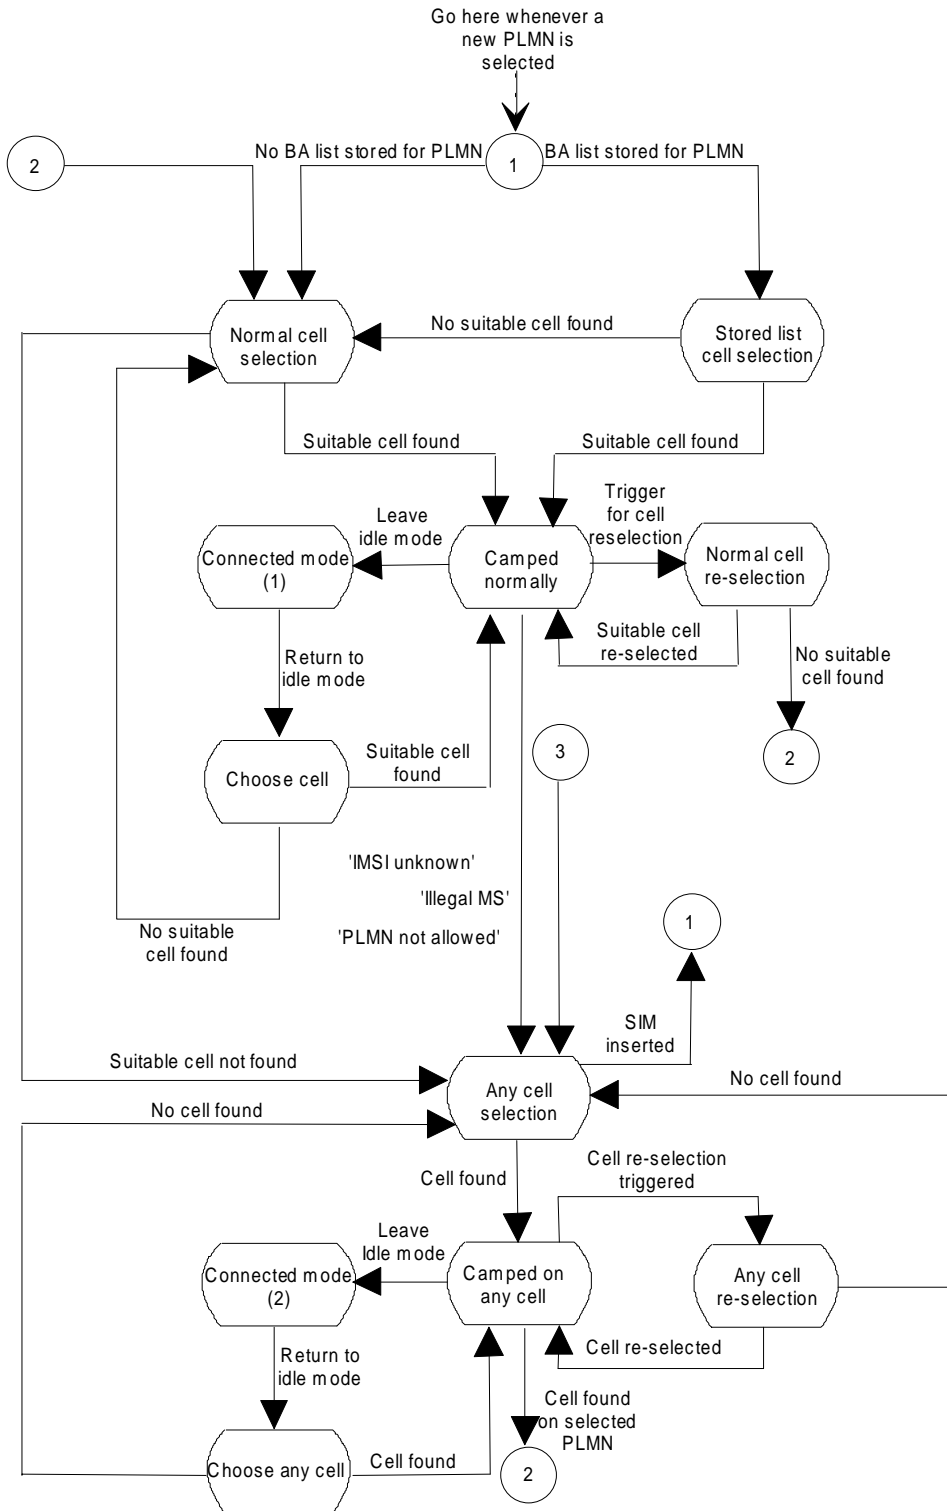 Go here whenever a
new PLMN is
selected
2
No BA list stored for PLMN
1
BA list stored for PLMN
Normal cell
selection
No suitable cell found
Stored list
cell selection
Suitable cell found
Suitable cell found
Leave
idle mode
Trigger
for cell
reselection
Connected mode
(1)
Camped
normally
Normal cell
re-selection
Suitable cell
re-selected
No suitable
cell found
Return to
idle mode
Choose cell
Suitable cell
found
3
2
'IMSI unknown'
'Illegal MS'
'PLMN not allowed'
No suitable
cell found
1
SIM
inserted
Suitable cell not found
Any cell
selection
No cell found
No cell found
Cell found
Cell re-selection
triggered
Leave
Idle mode
Connected mode
(2)
Camped on
any cell
Any cell
re-selection
Return to
idle mode
Cell re-selected
Cell found
on selected
PLMN
Choose any cell
Cell found
2